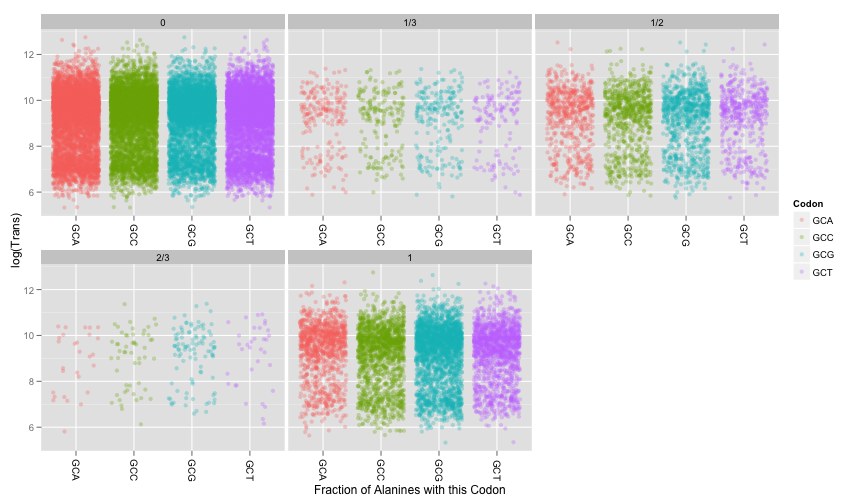 0 1/3 1/2
12
10
8
6
GCA GCC GCG GCT GCA GCC GCG GCT GCA GCC GCG GCT
log(Trans)
2/3 1
12
10
8
6
GCA GCC GCG GCT GCA GCC GCG GCT
Fraction of Alanines with this Codon
Codon
GCA
GCC
GCG
GCT